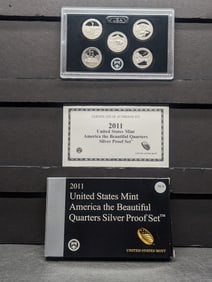 CERTIFICATE OF AUTHENTICITY
2011
United States Mint
America the Beautiful Quarters
Silver Proof Set™
2011
United States Mint
America the Beautiful
Quarters Silver Proof Set™
UNITED STATES MINT